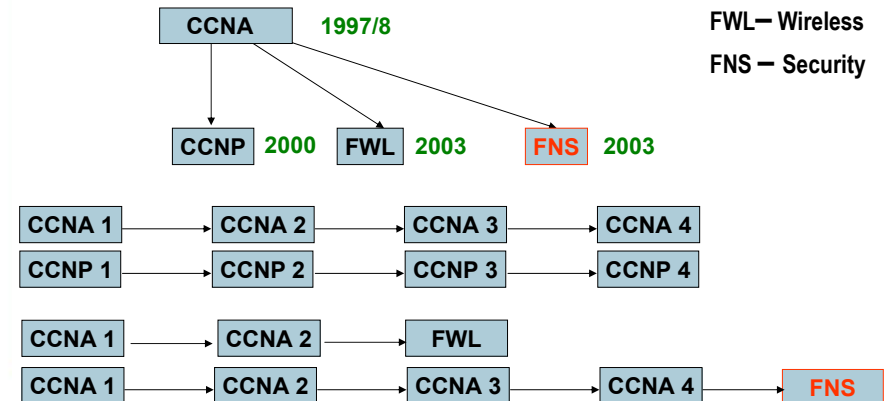 CCNA 1997/8
FWL– Wireless
FNS – Security
CCNP 2000 FWL 2003 FNS 2003
CCNA 1 CCNA 2 CCNA 3 CCNA 4
CCNP 1 CCNP 2 CCNP 3 CCNP 4
CCNA 1 CCNA 2 FWL
CCNA 1 CCNA 2 CCNA 3 CCNA 4 FNS